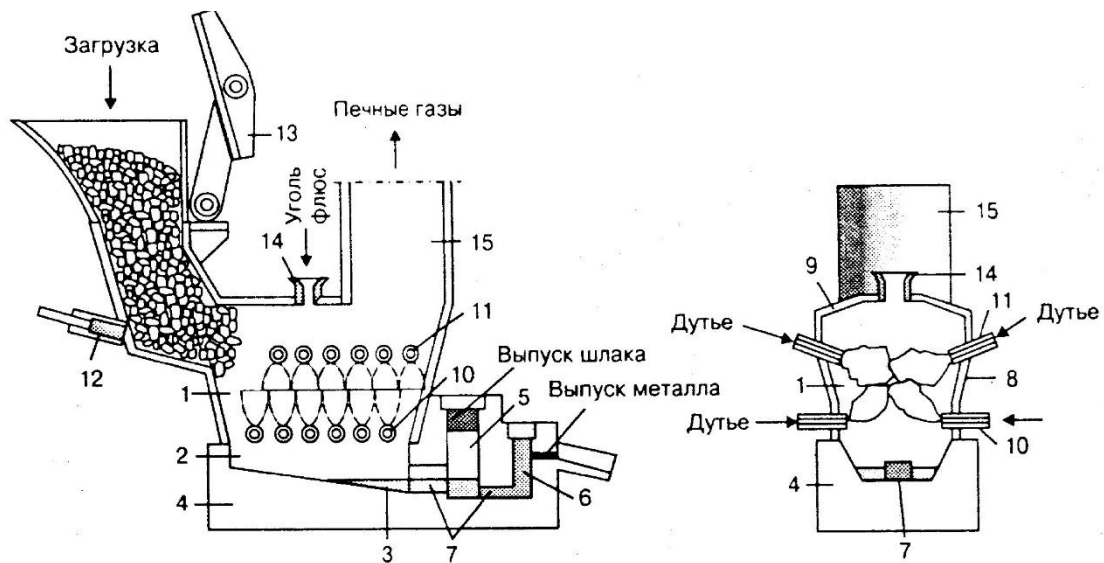 Загрузка
13
Печные газы
Уголь
флюс
14
15
11
Выпуск шлака
10
5
Выпуск металла
12
1
2
4
3
7
6
15
9
14
11
Дутье
Дутье
1
8
Дутье
10
4
7